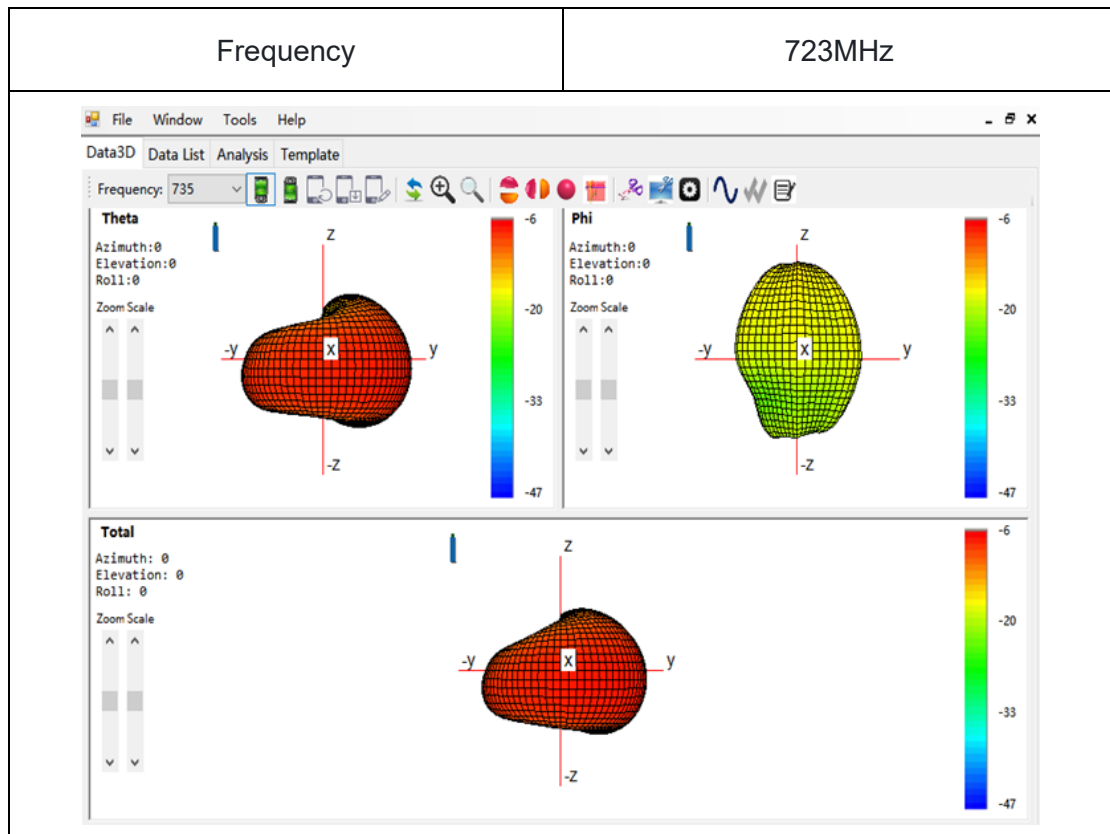 Frequency 723MHz
File Window Tools Help
Data3D Data List Analysis Template
Frequency: 735
Theta
Azimuth:0
Elevation:0
Roll:0
Zoom Scale
z
-y x y
-z
-6
-20
-33
-47
Phi
Azimuth:0
Elevation:0
Roll:0
Zoom Scale
z
-y x y
-z
-6
-20
-33
-47
Total
Azimuth: 0
Elevation: 0
Roll: 0
Zoom Scale
z
-y x y
-z
-6
-20
-33
-47